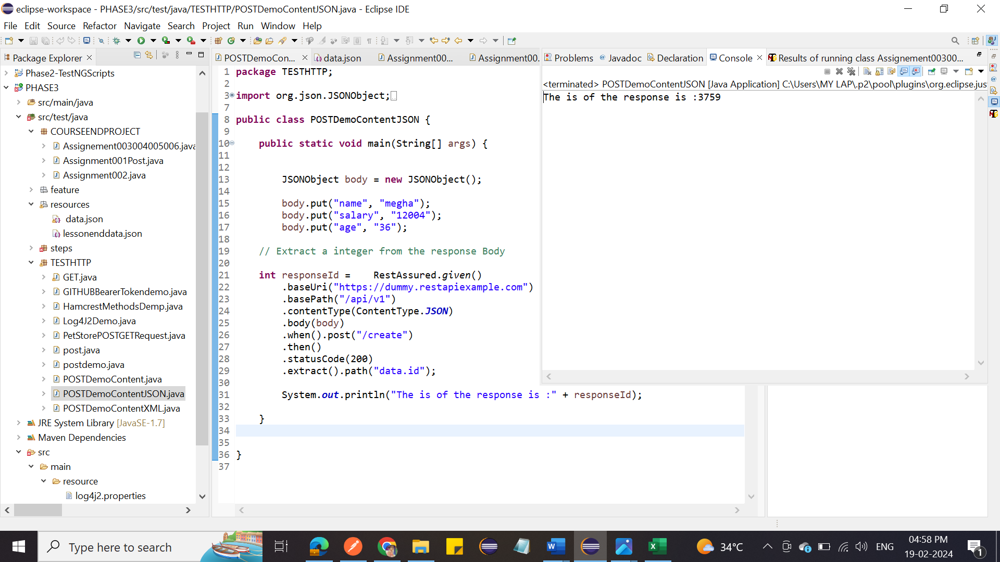 eclipse-workspace - PHASE3/src/test/java/TESTHTTP/POSTDemoContentJSON.java - Eclipse IDE
File Edit Source Refactor Navigate Search Project Run Window Help
Package Explorer
Phase2-TestNGScripts
PHASE3
src/main/java
src/test/java
COURSEENDPROJECT
Assignement003004005006.java
Assignment001Post.java
Assignment002.java
feature
resources
data.json
lessonenddata.json
steps
TESTHTTP
GET.java
GITHUBBearerTokendemo.java
HamcrestMethodsDemp.java
Log4J2Demo.java
PetStorePOSTGETRequest.java
post.java
postdemo.java
POSTDemoContent.java
POSTDemoContentJSON.java
POSTDemoContentXML.java
JRE System Library [JavaSE-1.7]
Maven Dependencies
src
main
resource
log4j2.properties
POSTDemoCon... data.json Assignment00... Assignment00.
1 package TESTHTTP;
2
3 import org.json.JSONObject;
7
8 public class POSTDemoContentJSON {
9
10 public static void main(String[] args) {
11
12
13 JSONObject body = new JSONObject();
14
15 body.put("name", "megha");
16 body.put("salary", "12004");
17 body.put("age", "36");
18
19 // Extract a integer from the response Body
20
21 int responseId = RestAssured.given()
22 .baseUri("https://dummy.restapiexample.com")
23 .basePath("/api/v1")
24 .contentType(ContentType.JSON)
25 .body(body)
26 .when().post("/create")
27 .then()
28 .statusCode(200)
29 .extract().path("data.id");
30
31 System.out.println("The is of the response is :" + responseId);
32
33 }
34
35
36 }
37
Problems Javadoc Declaration Console Results of running class Assignement00300...
<terminated> POSTDemoContentJSON [Java Application] C:\Users\MY LAP\.p2\pool\plugins\org.eclipse.jus
The is of the response is :3759
Type here to search
34°C
ENG
04:58 PM
19-02-2024
1